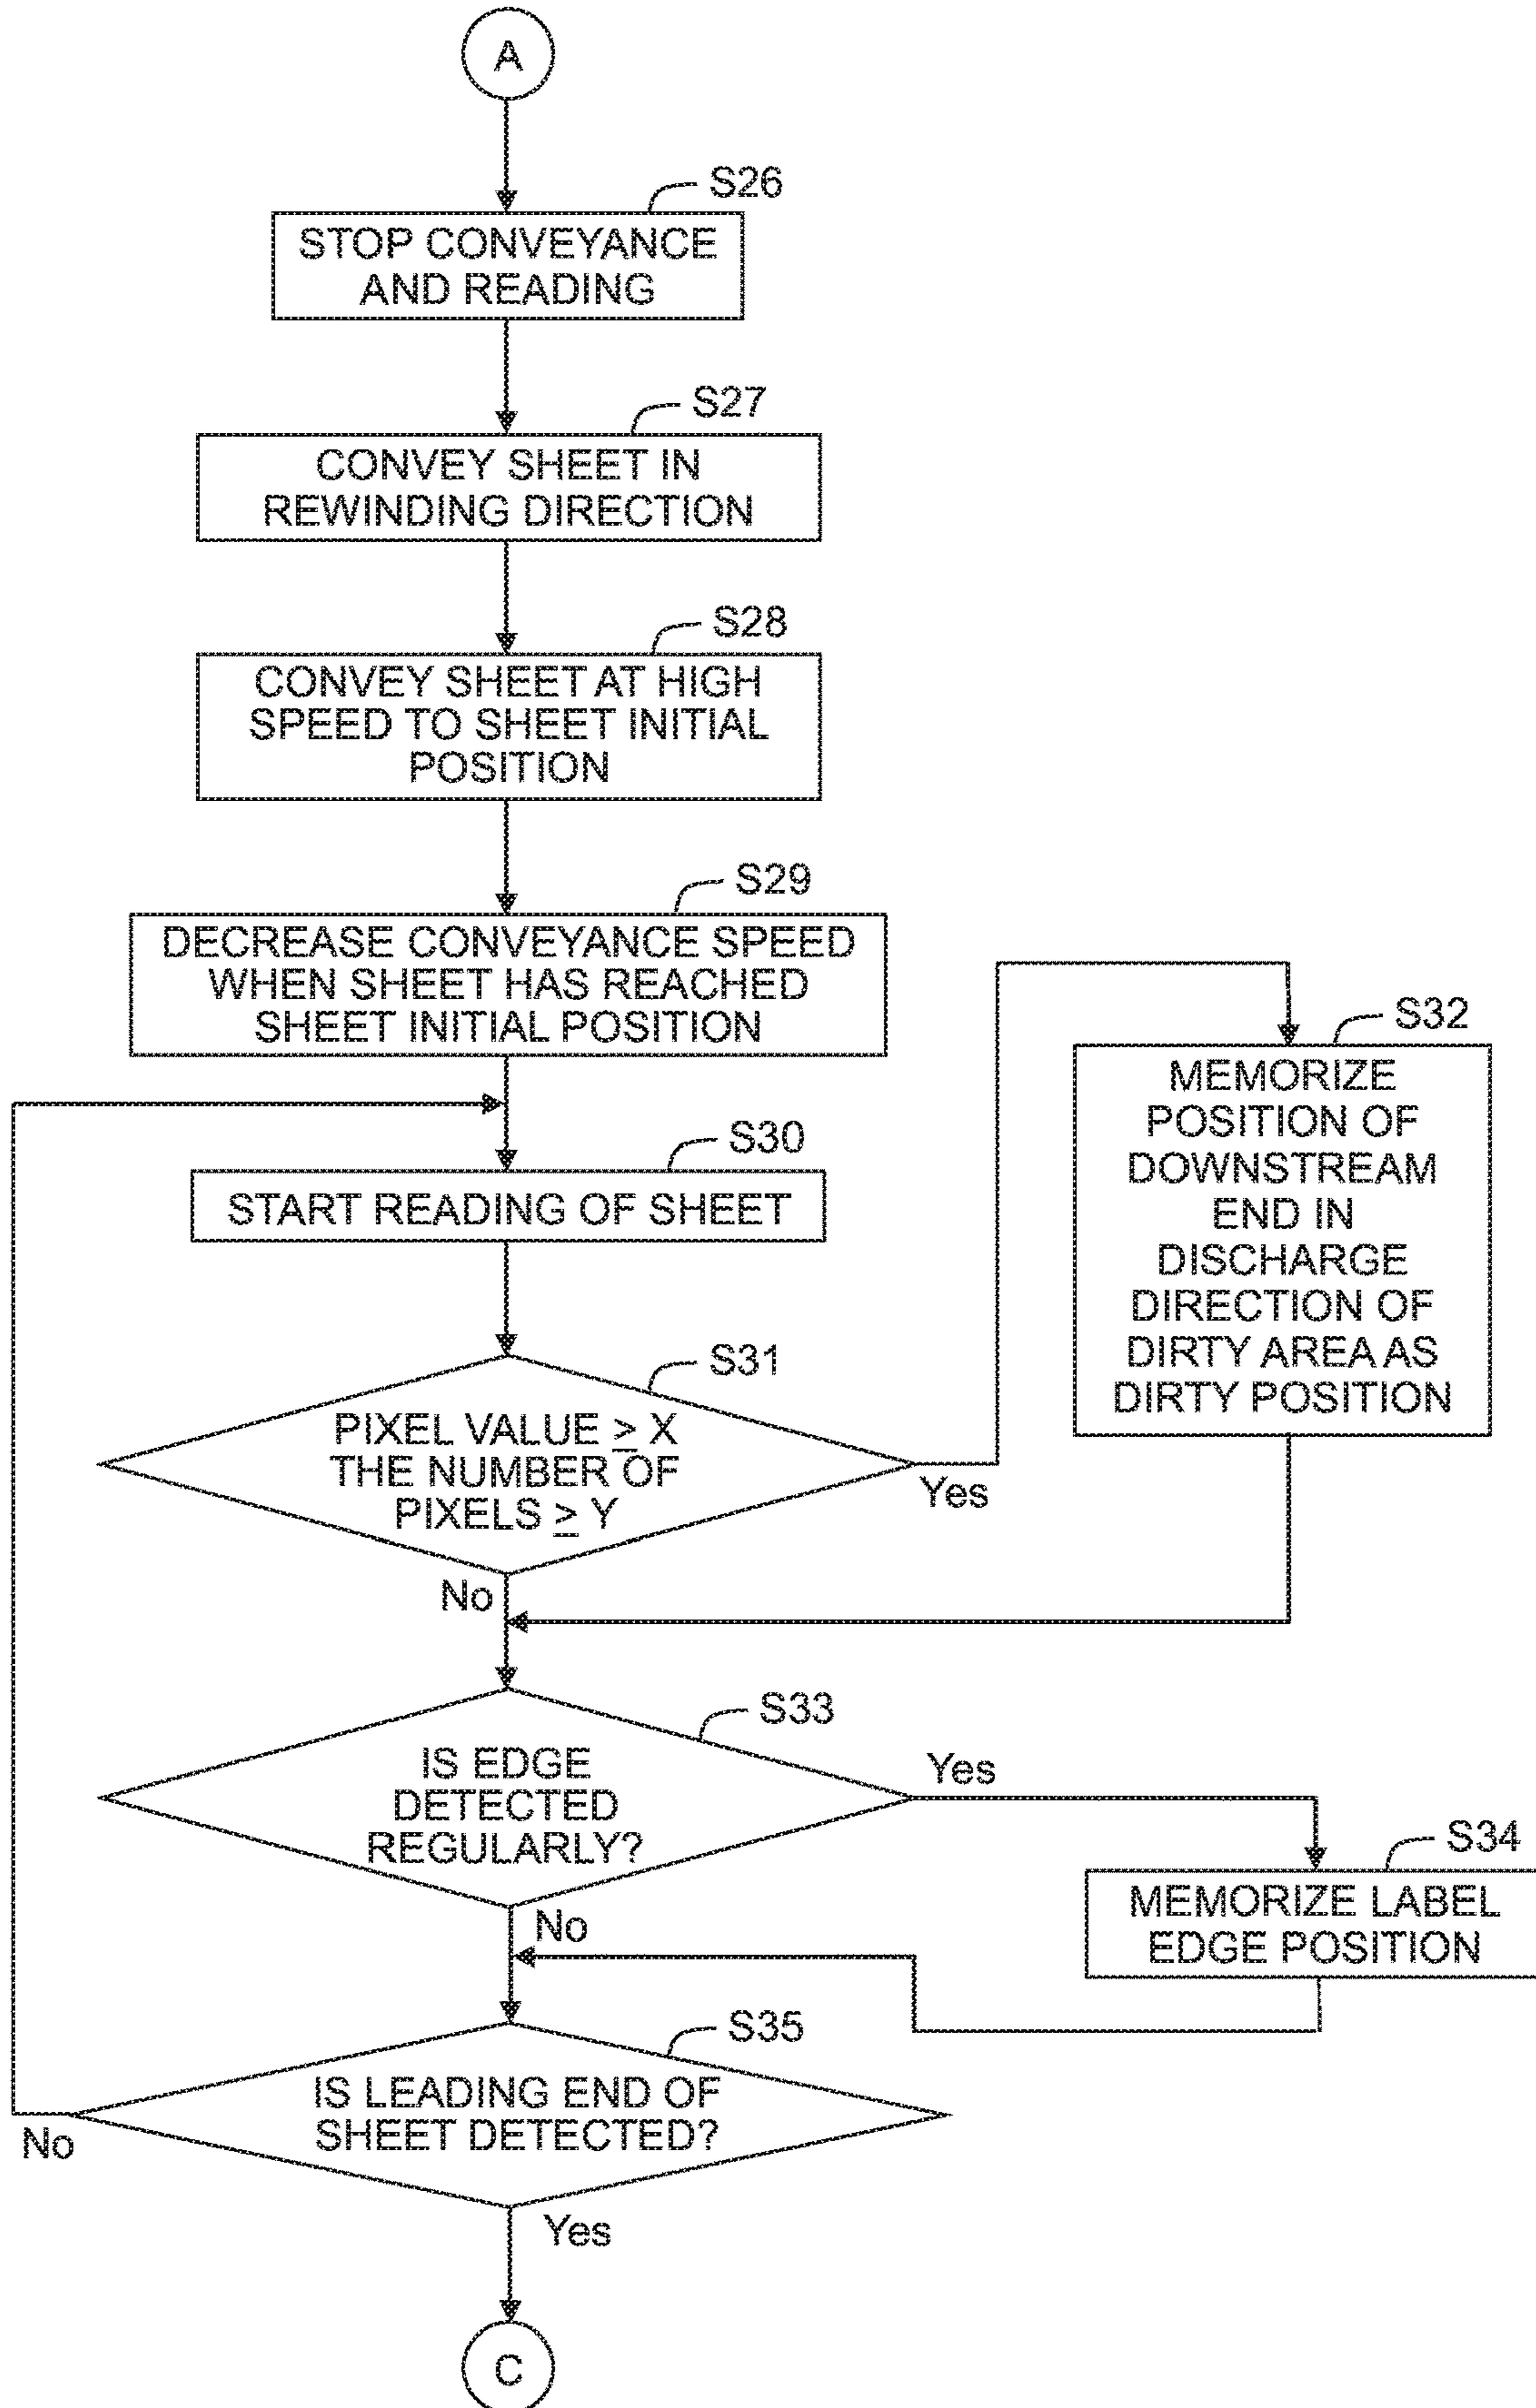 A
S26
STOP CONVEYANCE
AND READING
S27
CONVEY SHEET IN
REWINDING DIRECTION
S28
CONVEY SHEET AT HIGH
SPEED TO SHEET INITIAL
POSITION
S29
DECREASE CONVEYANCE SPEED
WHEN SHEET HAS REACHED
SHEET INITIAL POSITION
S30
START READING OF SHEET
S31
PIXEL VALUE ≥ X
THE NUMBER OF
PIXELS ≥ Y
Yes
No
S32
MEMORIZE
POSITION OF
DOWNSTREAM
END IN
DISCHARGE
DIRECTION OF
DIRTY AREA AS
DIRTY POSITION
S33
IS EDGE
DETECTED
REGULARLY?
Yes
No
S34
MEMORIZE LABEL
EDGE POSITION
S35
IS LEADING END OF
SHEET DETECTED?
No
Yes
C